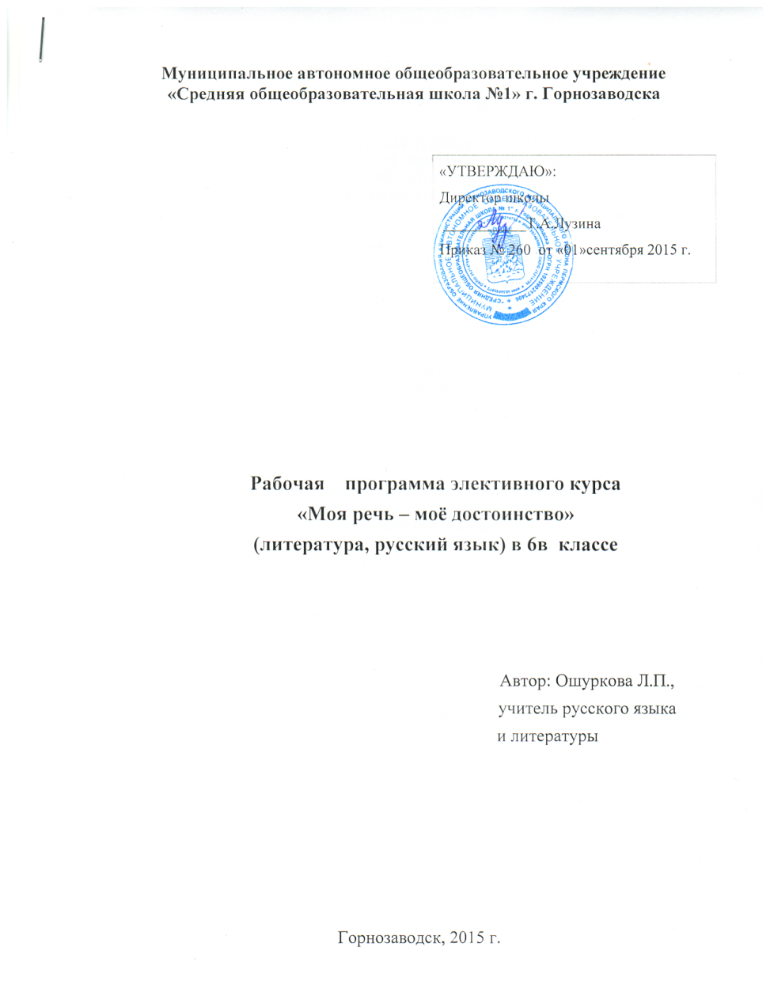 Муниципальное автономное общеобразовательное учреждение
«Средняя общеобразовательная школа №1» г. Горнозаводска
«УТВЕРЖДАЮ»:
Директор школы
Г.А.Лузина
Приказ № 260 от «01»сентября 2015 г.
Рабочая программа элективного курса
«Моя речь – моё достоинство»
(литература, русский язык) в 6в классе
Автор: Ошуркова Л.П.,
учитель русского языка
и литературы
Горнозаводск, 2015 г.